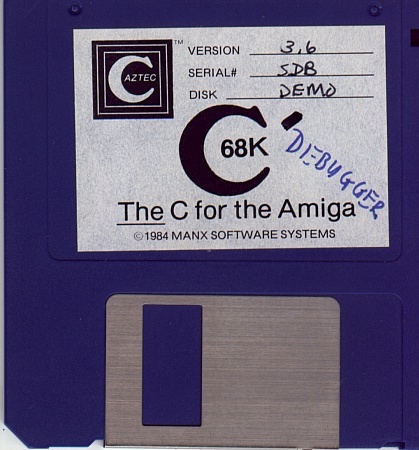 AZTEC C ™
VERSION 3.6
SERIAL# SDB
DISK DEMO
C' 68K
DEBUGGER
The C for the Amiga
©1984 MANX SOFTWARE SYSTEMS